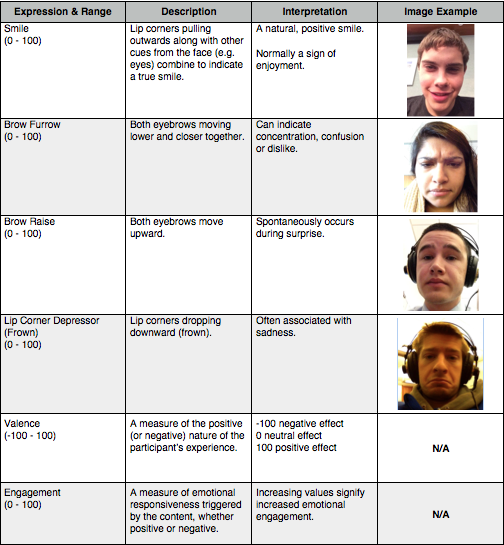 Expression & Range
Description
Interpretation
Image Example
Smile
(0 - 100)
Lip corners pulling
outwards along with other
cues from the face (e.g.
eyes) combine to indicate
a true smile.
A natural, positive smile.
Normally a sign of
enjoyment.
Brow Furrow
(0 - 100)
Both eyebrows moving
lower and closer together.
Can indicate
concentration, confusion
or dislike.
Brow Raise
(0 - 100)
Both eyebrows move
upward.
Spontaneously occurs
during surprise.
Lip Corner Depressor
(Frown)
(0 - 100)
Lip corners dropping
downward (frown).
Often associated with
sadness.
Valence
(-100 - 100)
A measure of the positive
(or negative) nature of the
participant's experience.
-100 negative effect
0 neutral effect
100 positive effect
N/A
Engagement
(0 - 100)
A measure of emotional
responsiveness triggered
by the content, whether
positive or negative.
Increasing values signify
increased emotional
engagement.
N/A